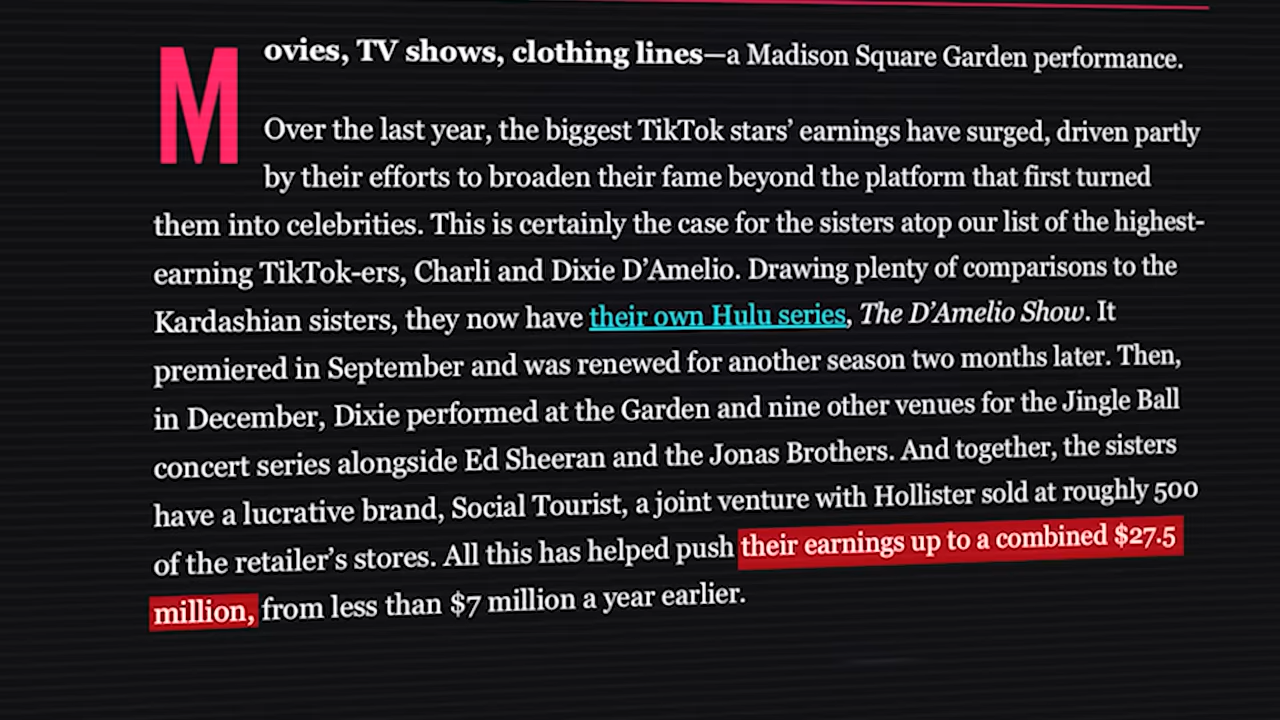 Movies, TV shows, clothing lines—a Madison Square Garden performance.
Over the last year, the biggest TikTok stars’ earnings have surged, driven partly
by their efforts to broaden their fame beyond the platform that first turned
them into celebrities. This is certainly the case for the sisters atop our list of the highest-
earning TikTok-ers, Charli and Dixie D’Amelio. Drawing plenty of comparisons to the
Kardashian sisters, they now have their own Hulu series, The D’Amelio Show. It
premiered in September and was renewed for another season two months later. Then,
in December, Dixie performed at the Garden and nine other venues for the Jingle Ball
concert series alongside Ed Sheeran and the Jonas Brothers. And together, the sisters
have a lucrative brand, Social Tourist, a joint venture with Hollister sold at roughly 500
of the retailer’s stores. All this has helped push their earnings up to a combined $27.5
million, from less than $7 million a year earlier.